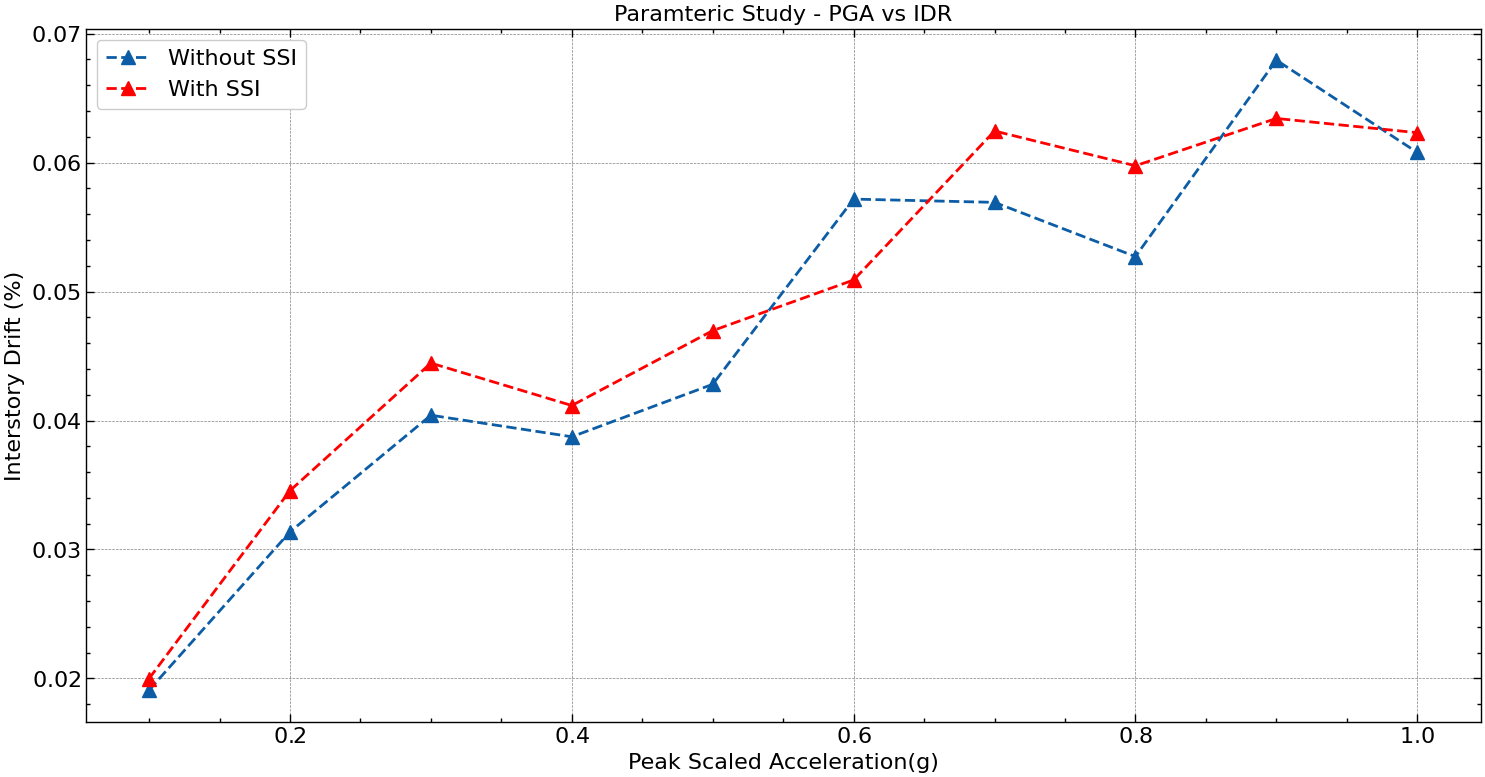 Paramteric Study - PGA vs IDR
Without SSI
With SSI
0.07
0.06
0.05
0.04
0.03
0.02
Interstory Drift (%)
0.2 0.4 0.6 0.8 1.0
Peak Scaled Acceleration(g)